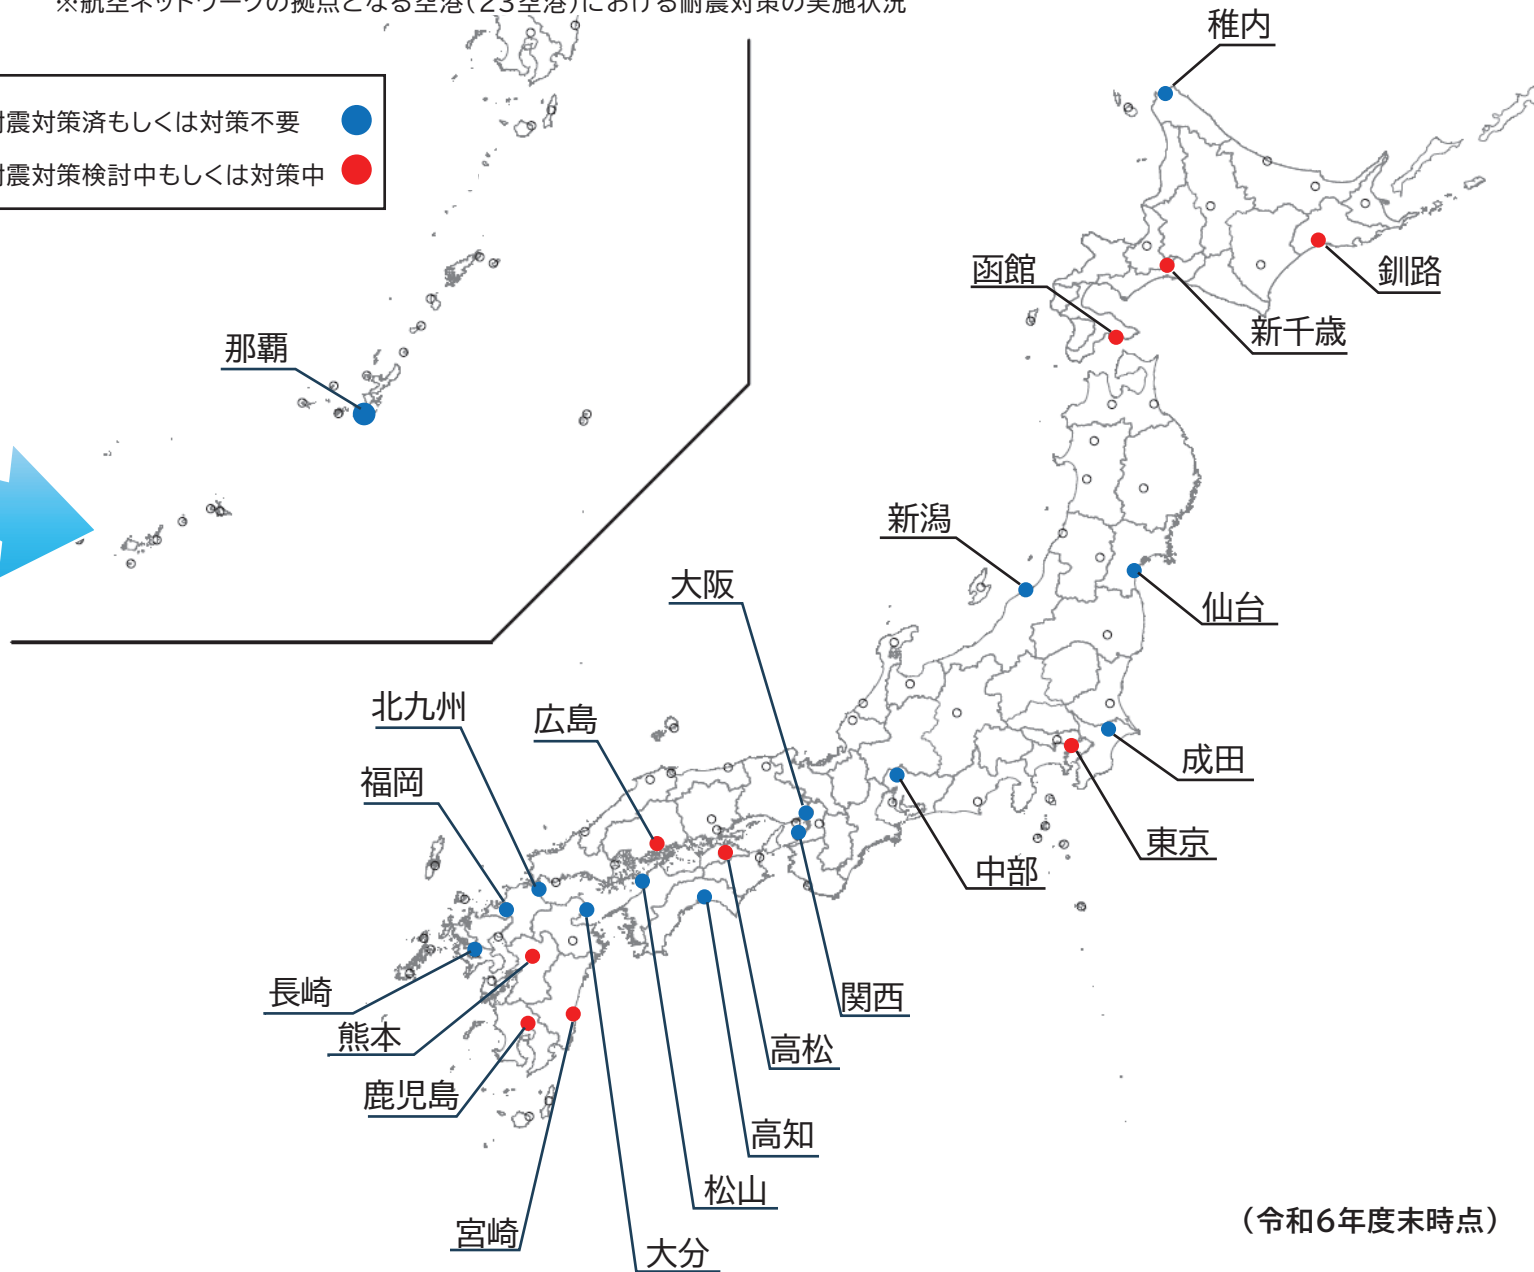 ※航空ネットワークの拠点となる空港(23空港)における耐震対策の実施状況
耐震対策済もしくは対策不要
耐震対策検討中もしくは対策中
稚内
函館
釧路
新千歳
那覇
新潟
仙台
大阪
北九州
広島
福岡
成田
東京
中部
長崎
熊本
関西
高松
鹿児島
高知
松山
宮崎
大分
(令和6年度末時点)